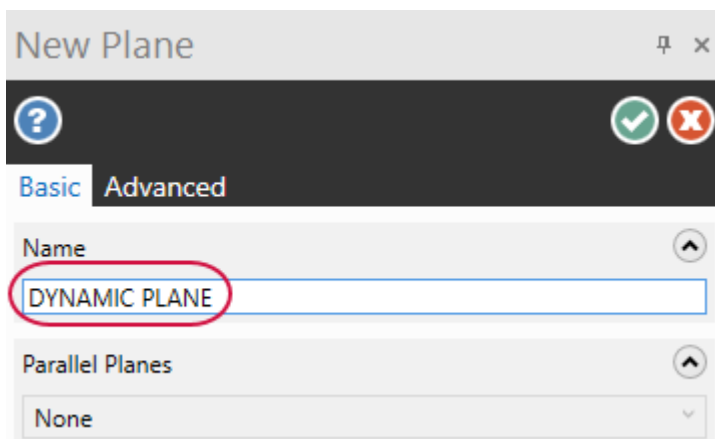 New Plane
Basic Advanced
Name
DYNAMIC PLANE
Parallel Planes
None